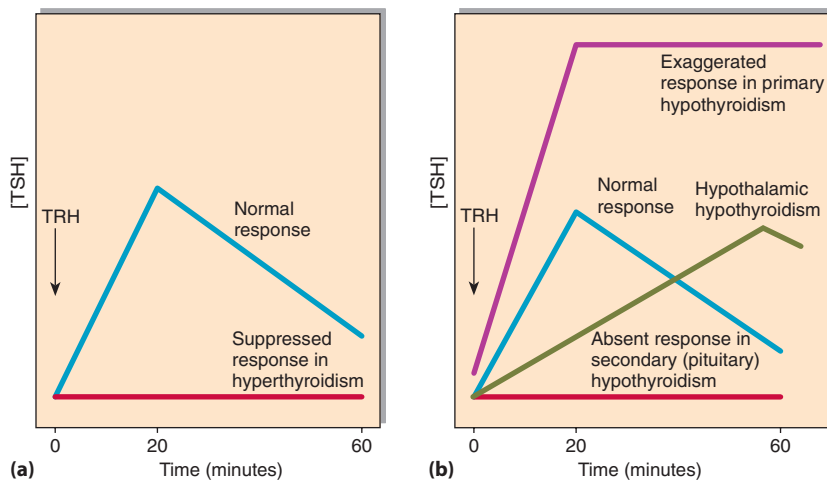 [TSH]
TRH
Normal
response
Suppressed
response in
hyperthyroidism
0
20
60
(a)
Time (minutes)
[TSH]
Exaggerated
response in primary
hypothyroidism
TRH
Normal
response
Hypothalamic
hypothyroidism
Absent response in
secondary (pituitary)
hypothyroidism
0
20
60
(b)
Time (minutes)